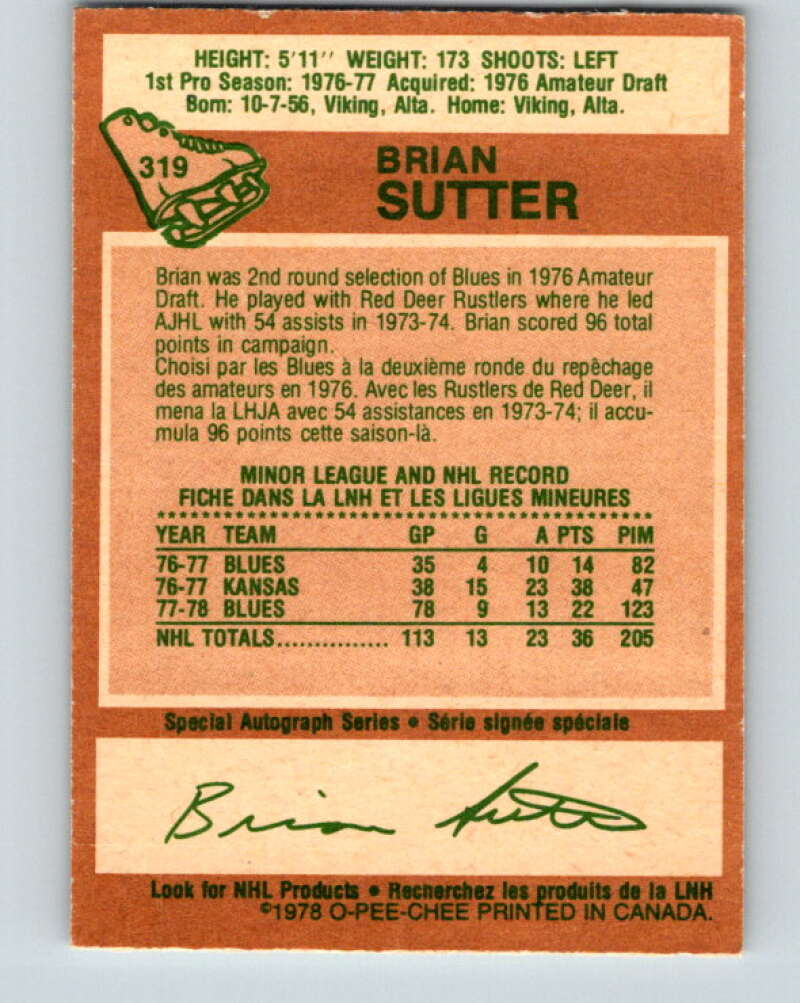 HEIGHT: 5'11'' WEIGHT: 173 SHOOTS: LEFT
1st Pro Season: 1976-77 Acquired: 1976 Amateur Draft
Born: 10-7-56, Viking, Alta. Home: Viking, Alta.
319
BRIAN
SUTTER
Brian was 2nd round selection of Blues in 1976 Amateur
Draft. He played with Red Deer Rustlers where he led
AJHL with 54 assists in 1973-74. Brian scored 96 total
points in campaign.
Choisi par les Blues à la deuxième ronde du repêchage
des amateurs en 1976. Avec les Rustlers de Red Deer, il
mena la LHJA avec 54 assistances en 1973-74; il accu-
mula 96 points cette saison-là.
MINOR LEAGUE AND NHL RECORD
FICHE DANS LA LNH ET LES LIGUES MINEURES
YEAR TEAM GP G A PTS PIM
76-77 BLUES 35 4 10 14 82
76-77 KANSAS 38 15 23 38 47
77-78 BLUES 78 9 13 22 123
NHL TOTALS............... 113 13 23 36 205
Special Autograph Series • Série signée spéciale
Brian Sutter
Look for NHL Products • Recherchez les produits de la LNH
©1978 O-PEE-CHEE PRINTED IN CANADA.